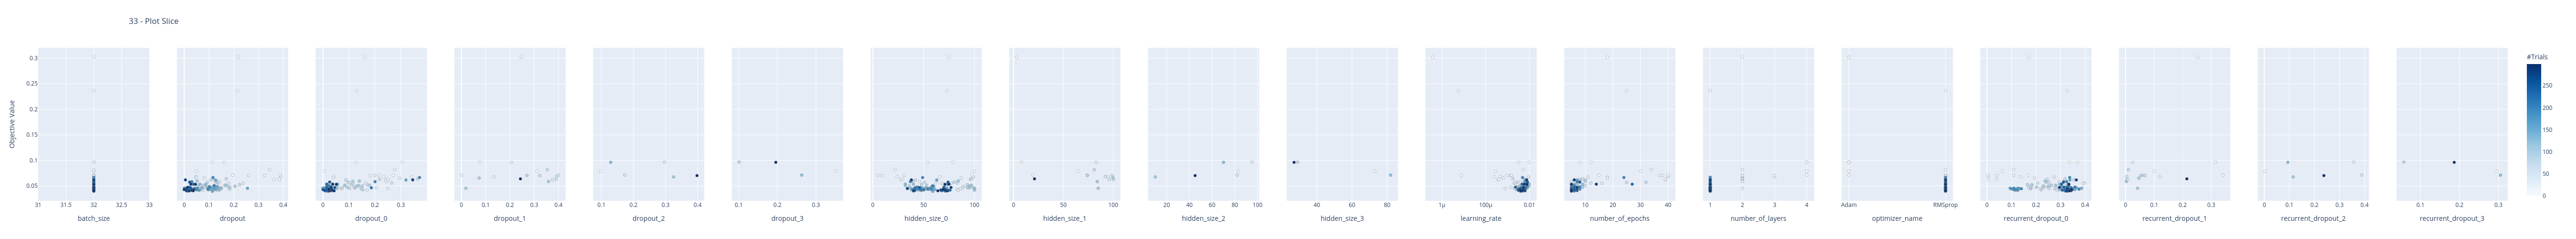 33 - Plot Slice
#Trials
Objective Value
0.3
0.25
0.2
0.15
0.1
0.05
250
200
150
100
50
0
31 31.5 32 32.5 33
0 0.1 0.2 0.3 0.4
0 0.1 0.2 0.3
0 0.2 0.4
0.1 0.2 0.3 0.4
0.1 0.2 0.3
0 50 100
0 50 100
20 40 60 80 100
40 60 80
1μ 100μ 0.01
10 20 30 40
1 2 3 4
Adam RMSprop
0 0.1 0.2 0.3 0.4
0 0.1 0.2 0.3
0 0.1 0.2 0.3 0.4
0.1 0.2 0.3
batch_size
dropout
dropout_0
dropout_1
dropout_2
dropout_3
hidden_size_0
hidden_size_1
hidden_size_2
hidden_size_3
learning_rate
number_of_epochs
number_of_layers
optimizer_name
recurrent_dropout_0
recurrent_dropout_1
recurrent_dropout_2
recurrent_dropout_3